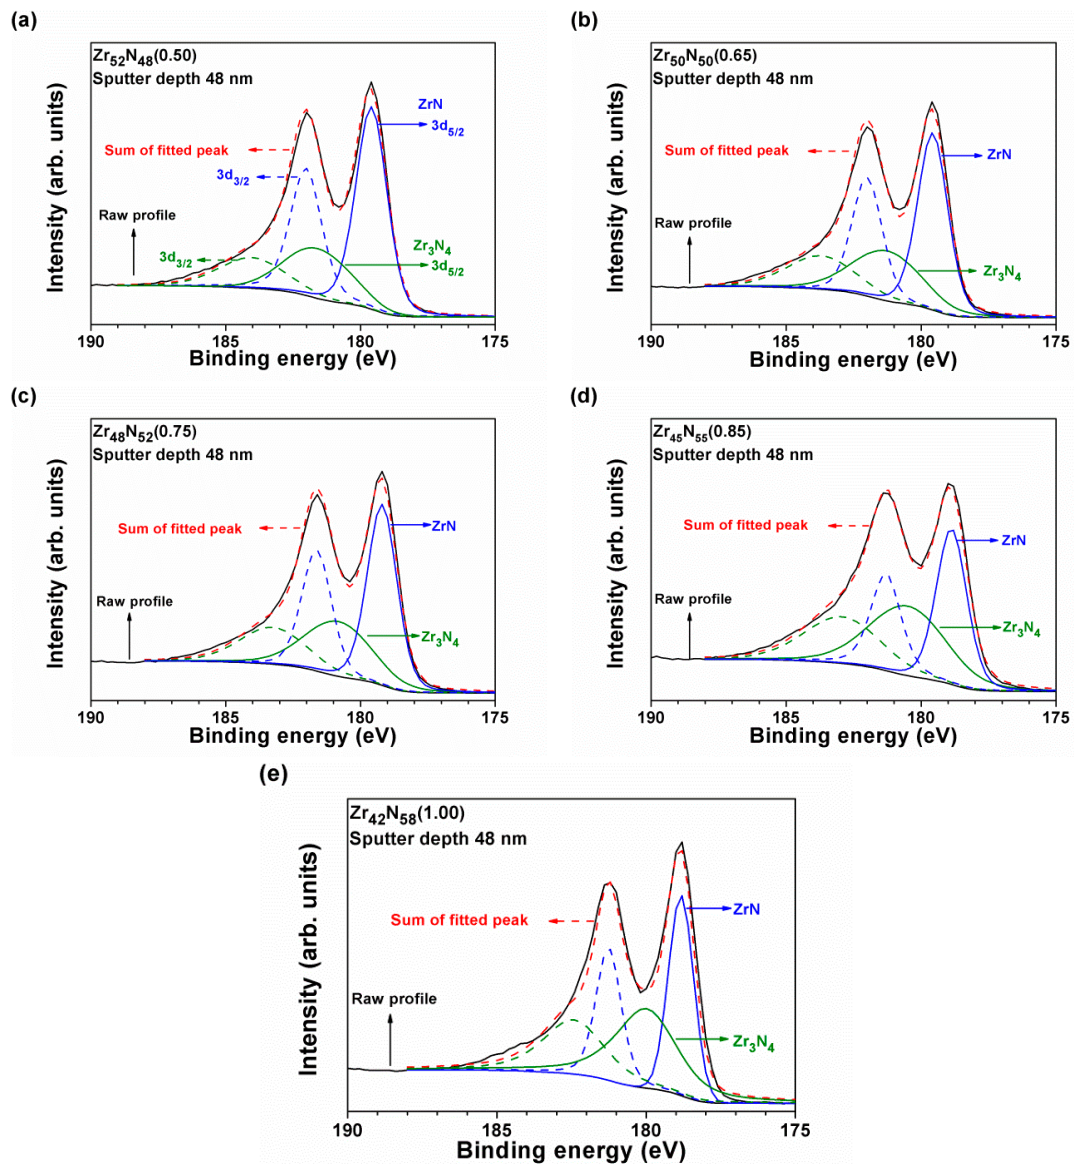 (a)
Zr52N48(0.50)
Sputter depth 48 nm
ZrN
3d5/2
Sum of fitted peak
3d3/2
Raw profile
Zr3N4
3d3/2
3d5/2
Intensity (arb. units)
190 185 180 175
Binding energy (eV)
(b)
Zr50N50(0.65)
Sputter depth 48 nm
Sum of fitted peak
ZrN
Raw profile
Zr3N4
Intensity (arb. units)
190 185 180 175
Binding energy (eV)
(c)
Zr48N52(0.75)
Sputter depth 48 nm
Sum of fitted peak
ZrN
Raw profile
Zr3N4
Intensity (arb. units)
190 185 180 175
Binding energy (eV)
(d)
Zr45N55(0.85)
Sputter depth 48 nm
Sum of fitted peak
ZrN
Raw profile
Zr3N4
Intensity (arb. units)
190 185 180 175
Binding energy (eV)
(e)
Zr42N58(1.00)
Sputter depth 48 nm
Sum of fitted peak
ZrN
Raw profile
Zr3N4
Intensity (arb. units)
190 185 180 175
Binding energy (eV)